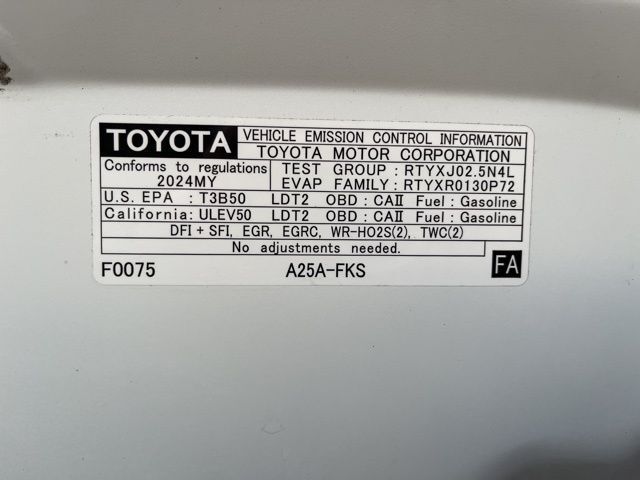 TOYOTA VEHICLE EMISSION CONTROL INFORMATION
TOYOTA MOTOR CORPORATION
Conforms to regulations TEST GROUP : RTYXJ02.5N4L
2024MY EVAP FAMILY : RTYXR0130P72
U.S. EPA : T3B50 LDT2 OBD : CAII Fuel : Gasoline
California: ULEV50 LDT2 OBD : CAII Fuel : Gasoline
DFI + SFI, EGR, EGRC, WR-HO2S(2), TWC(2)
No adjustments needed.
F0075 A25A-FKS FA